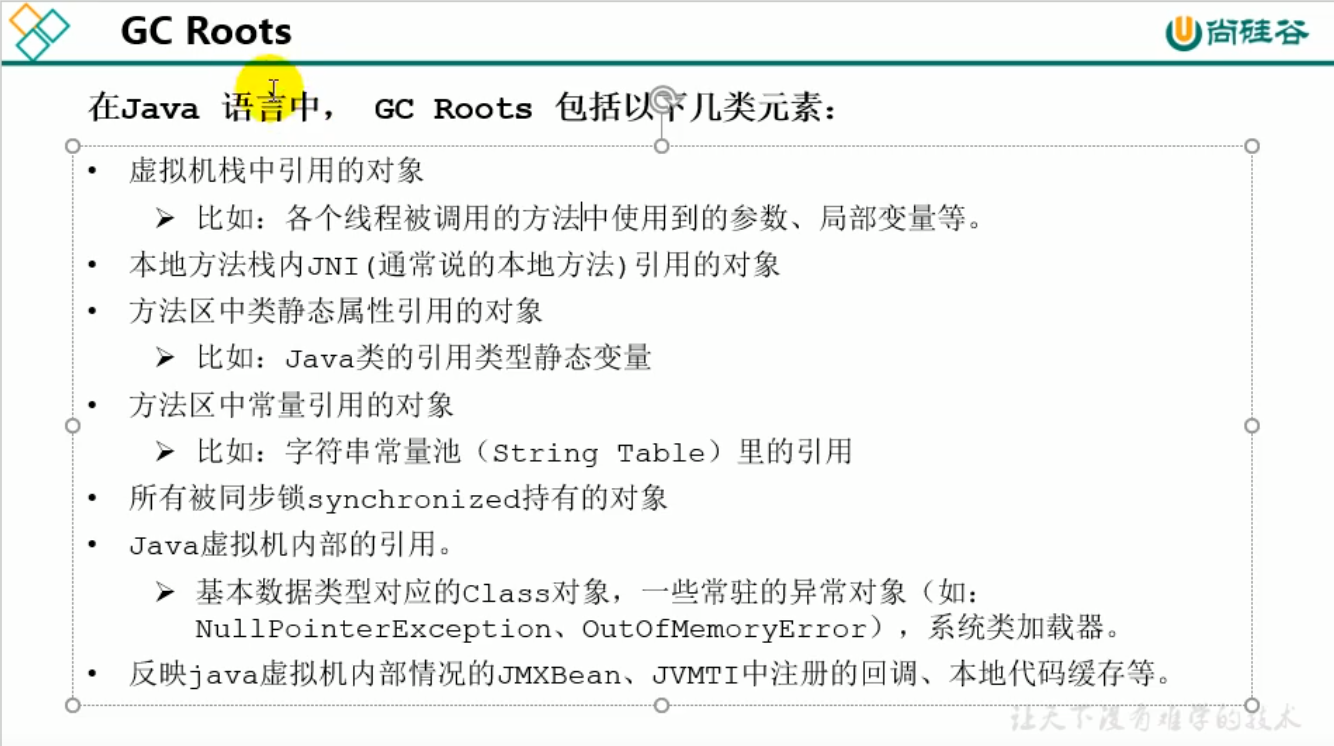 GC Roots
尚硅谷
在Java 语言中， GC Roots 包括以下几类元素：
• 虚拟机栈中引用的对象
➢ 比如：各个线程被调用的方法中使用到的参数、局部变量等。
• 本地方法栈内JNI(通常说的本地方法)引用的对象
• 方法区中类静态属性引用的对象
➢ 比如：Java类的引用类型静态变量
• 方法区中常量引用的对象
➢ 比如：字符串常量池（String Table）里的引用
• 所有被同步锁synchronized持有的对象
• Java虚拟机内部的引用。
➢ 基本数据类型对应的Class对象，一些常驻的异常对象（如：
NullPointerException、OutOfMemoryError），系统类加载器。
• 反映java虚拟机内部情况的JMXBean、JVMTI中注册的回调、本地代码缓存等。
让天下没有难学的技术